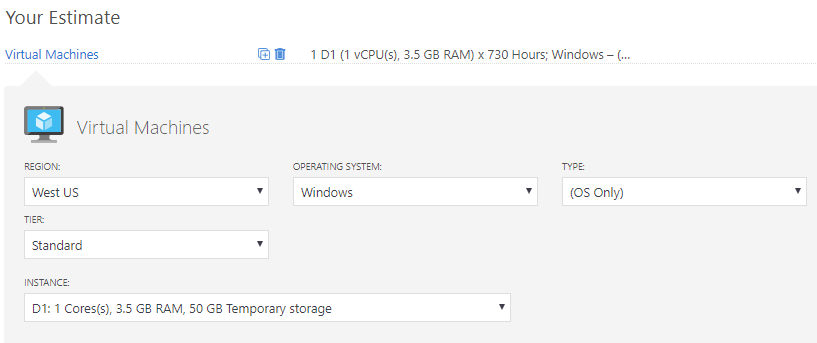 Your Estimate
Virtual Machines 1 D1 (1 vCPU(s), 3.5 GB RAM) x 730 Hours; Windows – (...
Virtual Machines
REGION: OPERATING SYSTEM: TYPE:
West US Windows (OS Only)
TIER:
Standard
INSTANCE:
D1: 1 Cores(s), 3.5 GB RAM, 50 GB Temporary storage